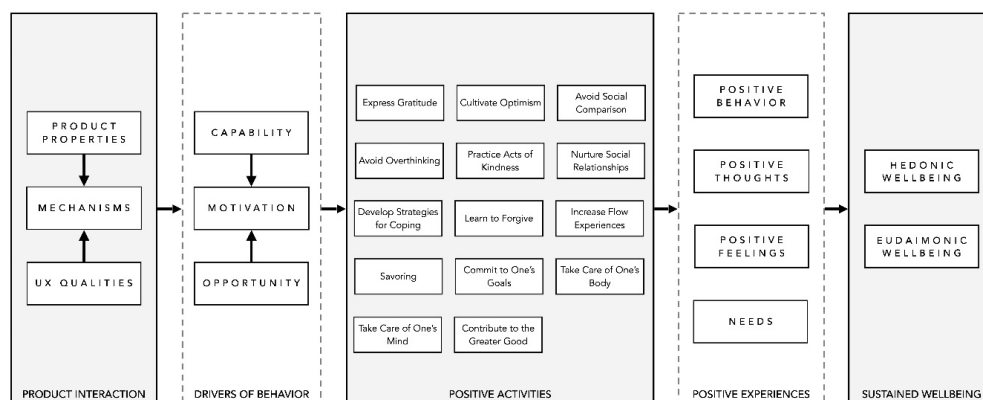 PRODUCT
PROPERTIES
MECHANISMS
UX QUALITIES
PRODUCT INTERACTION
CAPABILITY
MOTIVATION
OPPORTUNITY
DRIVERS OF BEHAVIOR
Express Gratitude
Cultivate Optimism
Avoid Social
Comparison
Avoid Overthinking
Practice Acts of
Kindness
Nurture Social
Relationships
Develop Strategies
for Coping
Learn to Forgive
Increase Flow
Experiences
Savoring
Commit to One's
Goals
Take Care of One's
Body
Take Care of One's
Mind
Contribute to the
Greater Good
POSITIVE ACTIVITIES
POSITIVE
BEHAVIOR
POSITIVE
THOUGHTS
POSITIVE
FEELINGS
NEEDS
POSITIVE EXPERIENCES
HEDONIC
WELLBEING
EUDAIMONIC
WELLBEING
SUSTAINED WELLBEING